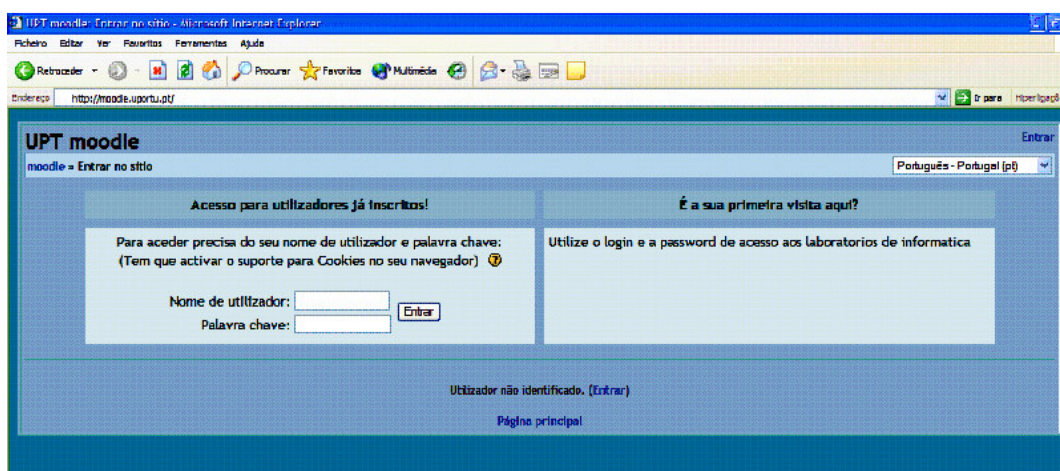 UPT moodle: Entrar no sítio - Microsoft Internet Explorer
Ficheiro Editar Ver Favoritos Ferramentas Ajuda
Retroceder Procurar Favoritos Multimédia
Endereço http://moodle.uportu.pt/ Ir para Hiperligaçõ
UPT moodle Entrar
moodle » Entrar no sítio Português - Portugal (pt)
Acesso para utilizadores já inscritos! É a sua primeira visita aqui?
Para aceder precisa do seu nome de utilizador e palavra chave:
(Tem que activar o suporte para Cookies no seu navegador) ?
Utilize o login e a password de acesso aos laboratorios de informatica
Nome de utilizador:
Palavra chave:
Entrar
Utilizador não identificado. (Entrar)
Página principal